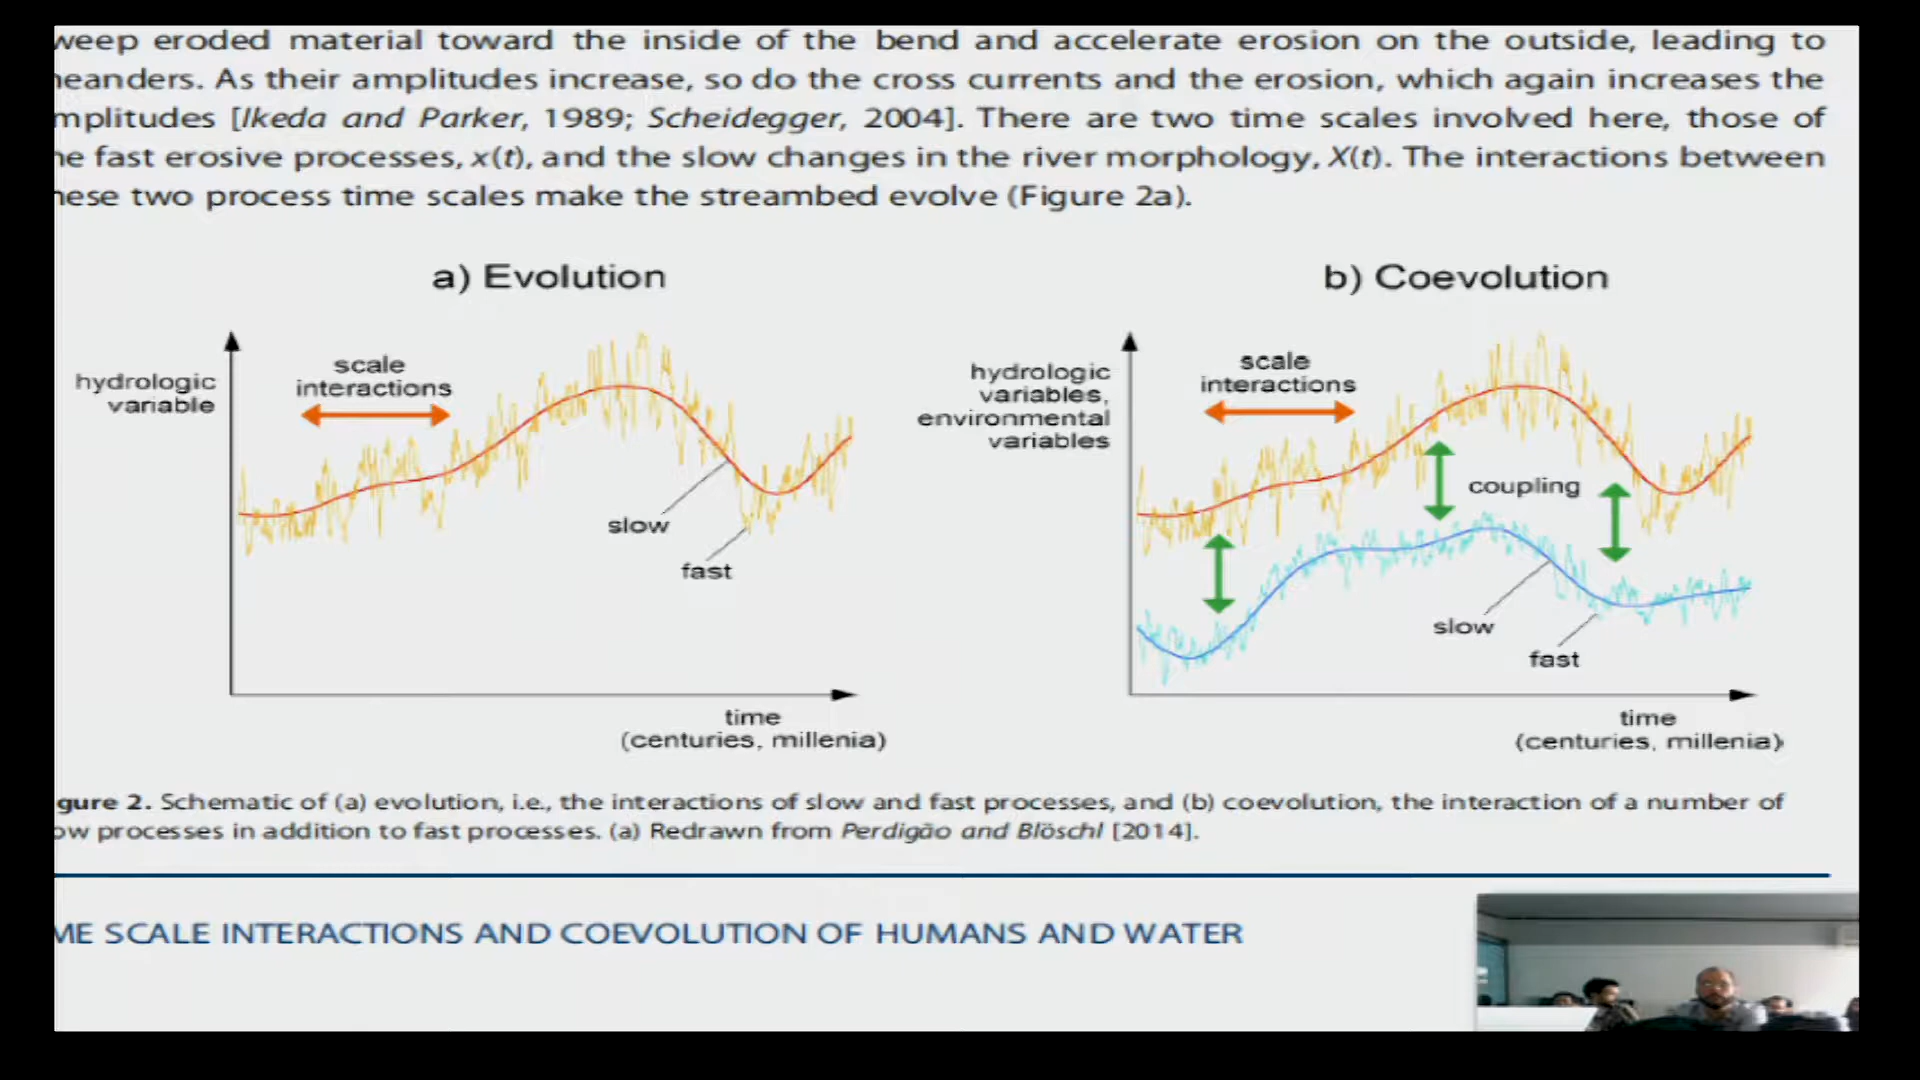 weep eroded material toward the inside of the bend and accelerate erosion on the outside, leading to
neanders. As their amplitudes increase, so do the cross currents and the erosion, which again increases the
mplitudes [Ikeda and Parker, 1989; Scheidegger, 2004]. There are two time scales involved here, those of
he fast erosive processes, x(t), and the slow changes in the river morphology, X(t). The interactions between
hese two process time scales make the streambed evolve (Figure 2a).
a) Evolution
hydrologic
variable
scale
interactions
slow
fast
time
(centuries, millenia)
b) Coevolution
hydrologic
variables,
environmental
variables
scale
interactions
coupling
slow
fast
time
(centuries, millenia)
gure 2. Schematic of (a) evolution, i.e., the interactions of slow and fast processes, and (b) coevolution, the interaction of a number of
ow processes in addition to fast processes. (a) Redrawn from Perdigão and Blöschl [2014].
ME SCALE INTERACTIONS AND COEVOLUTION OF HUMANS AND WATER